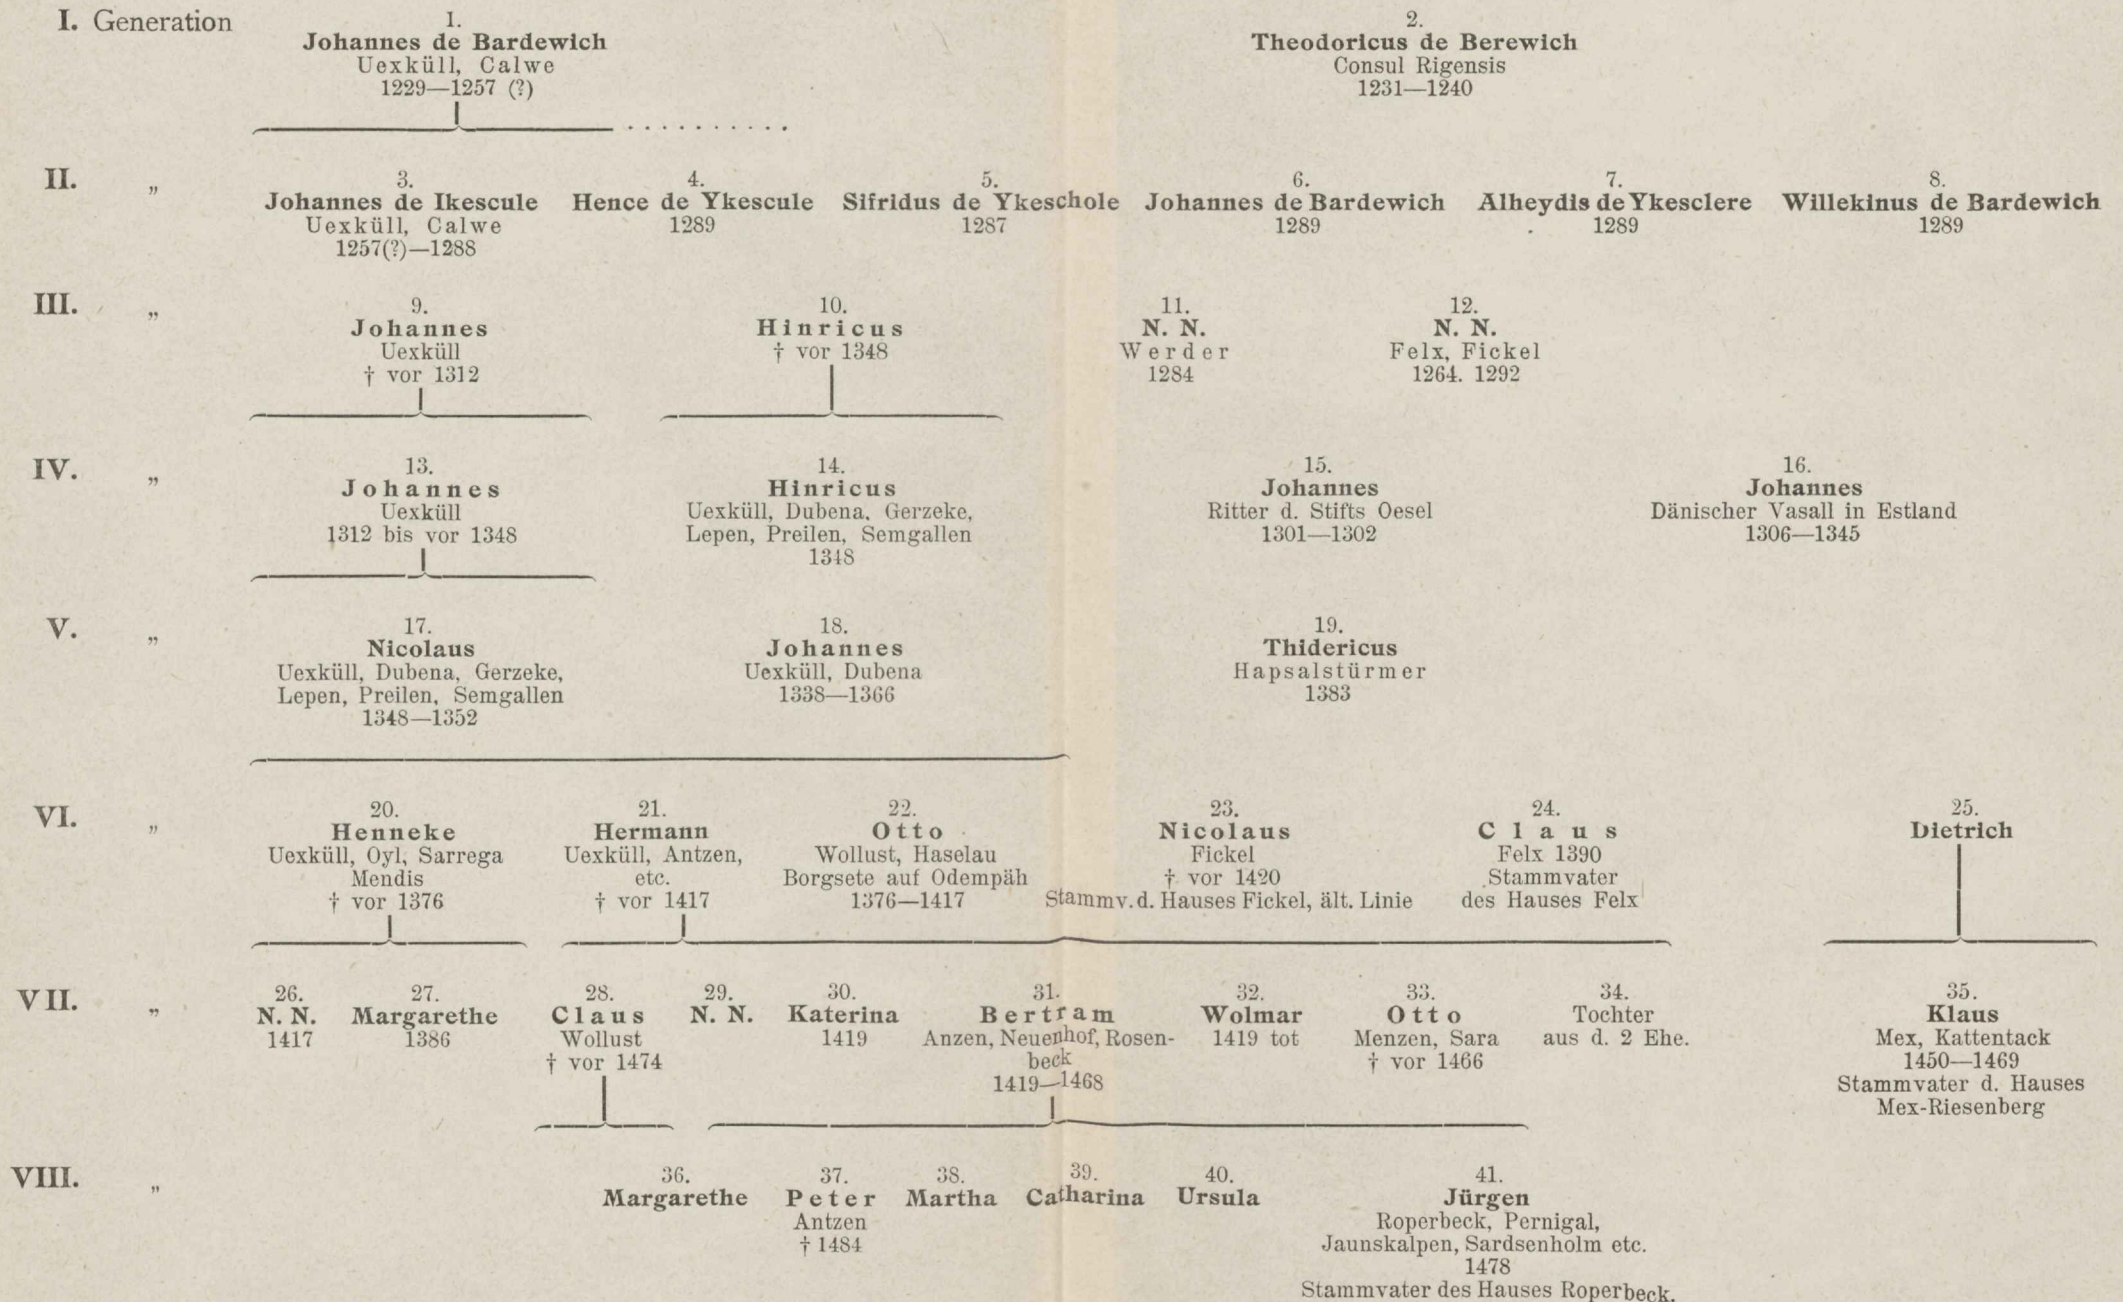 I. Generation
1.
Johannes de Bardewich
Uexküll, Calwe
1229—1257 (?)
2.
Theodoricus de Berewich
Consul Rigensis
1231—1240
II. „
3.
Johannes de Ikescule
Uexküll, Calwe
1257(?)—1288
4.
Hence de Ykescule
1289
5.
Sifridus de Ykeschole
1287
6.
Johannes de Bardewich
1289
7.
Alheydis de Ykesclere
1289
8.
Willekinus de Bardewich
1289
III. „
9.
Johannes
Uexküll
† vor 1312
10.
Hinricus
† vor 1348
11.
N. N.
Werder
1284
12.
N. N.
Felx, Fickel
1264. 1292
IV. „
13.
Johannes
Uexküll
1312 bis vor 1348
14.
Hinricus
Uexküll, Dubena, Gerzeke,
Lepen, Preilen, Semgallen
1348
15.
Johannes
Ritter d. Stifts Oesel
1301—1302
16.
Johannes
Dänischer Vasall in Estland
1306—1345
V. „
17.
Nicolaus
Uexküll, Dubena, Gerzeke,
Lepen, Preilen, Semgallen
1348—1352
18.
Johannes
Uexküll, Dubena
1338—1366
19.
Thidericus
Hapsalstürmer
1383
VI. „
20.
Henneke
Uexküll, Oyl, Sarrega
Mendis
† vor 1376
21.
Hermann
Uexküll, Antzen,
etc.
† vor 1417
22.
Otto
Wollust, Haselau
Borgsete auf Odempäh
1376—1417
23.
Nicolaus
Fickel
† vor 1420
Stammv. d. Hauses Fickel, ält. Linie
24.
Claus
Felx 1390
Stammvater
des Hauses Felx
25.
Dietrich
VII. „
26.
N. N.
1417
27.
Margarethe
1386
28.
Claus
Wollust
† vor 1474
29.
N. N.
30.
Katerina
1419
31.
Bertram
Anzen, Neuenhof, Rosen-
beck
1419—1468
32.
Wolmar
1419 tot
33.
Otto
Menzen, Sara
† vor 1466
34.
Tochter
aus d. 2 Ehe.
35.
Klaus
Mex, Kattentack
1450—1469
Stammvater d. Hauses
Mex-Riesenberg
VIII. „
36.
Margarethe
37.
Peter
Antzen
† 1484
38.
Martha
39.
Catharina
40.
Ursula
41.
Jürgen
Roperbeck, Pernigal,
Jaunskalpen, Sardsenholm etc.
1478
Stammvater des Hauses Roperbeck.